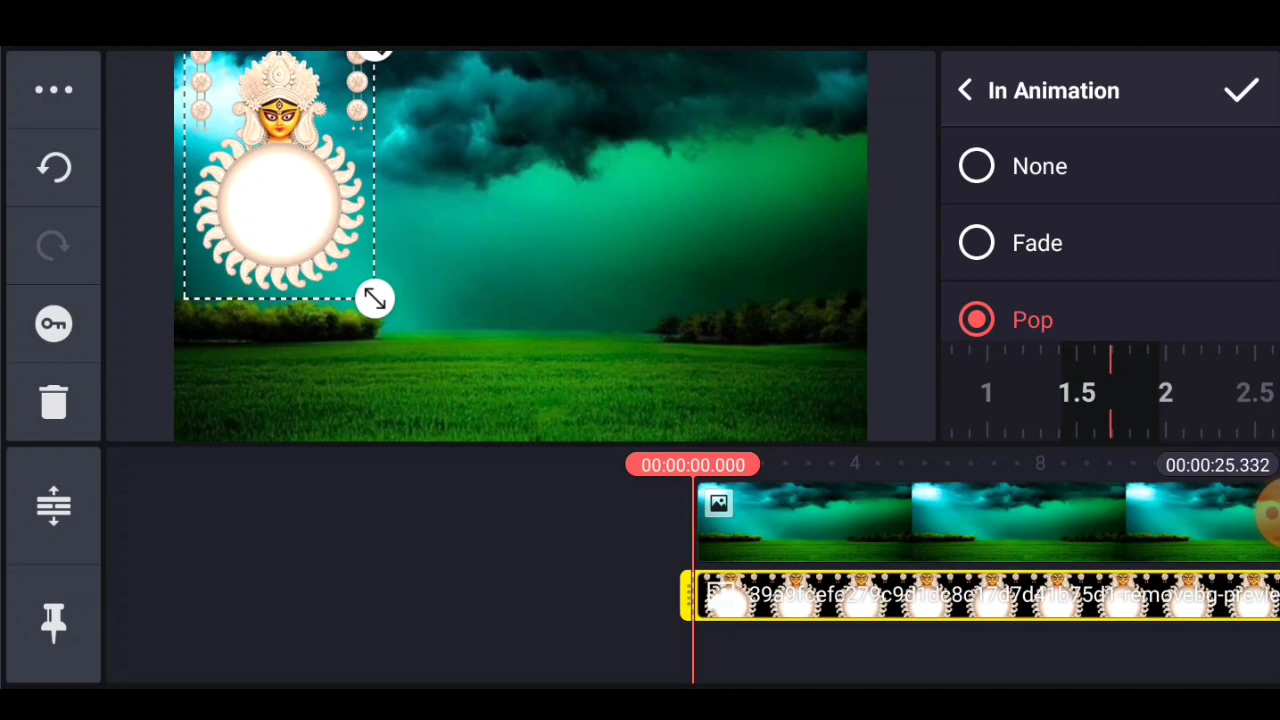 In Animation
None
Fade
Pop
1 1.5 2 2.5
00:00:00.000 4 8 00:00:25.332